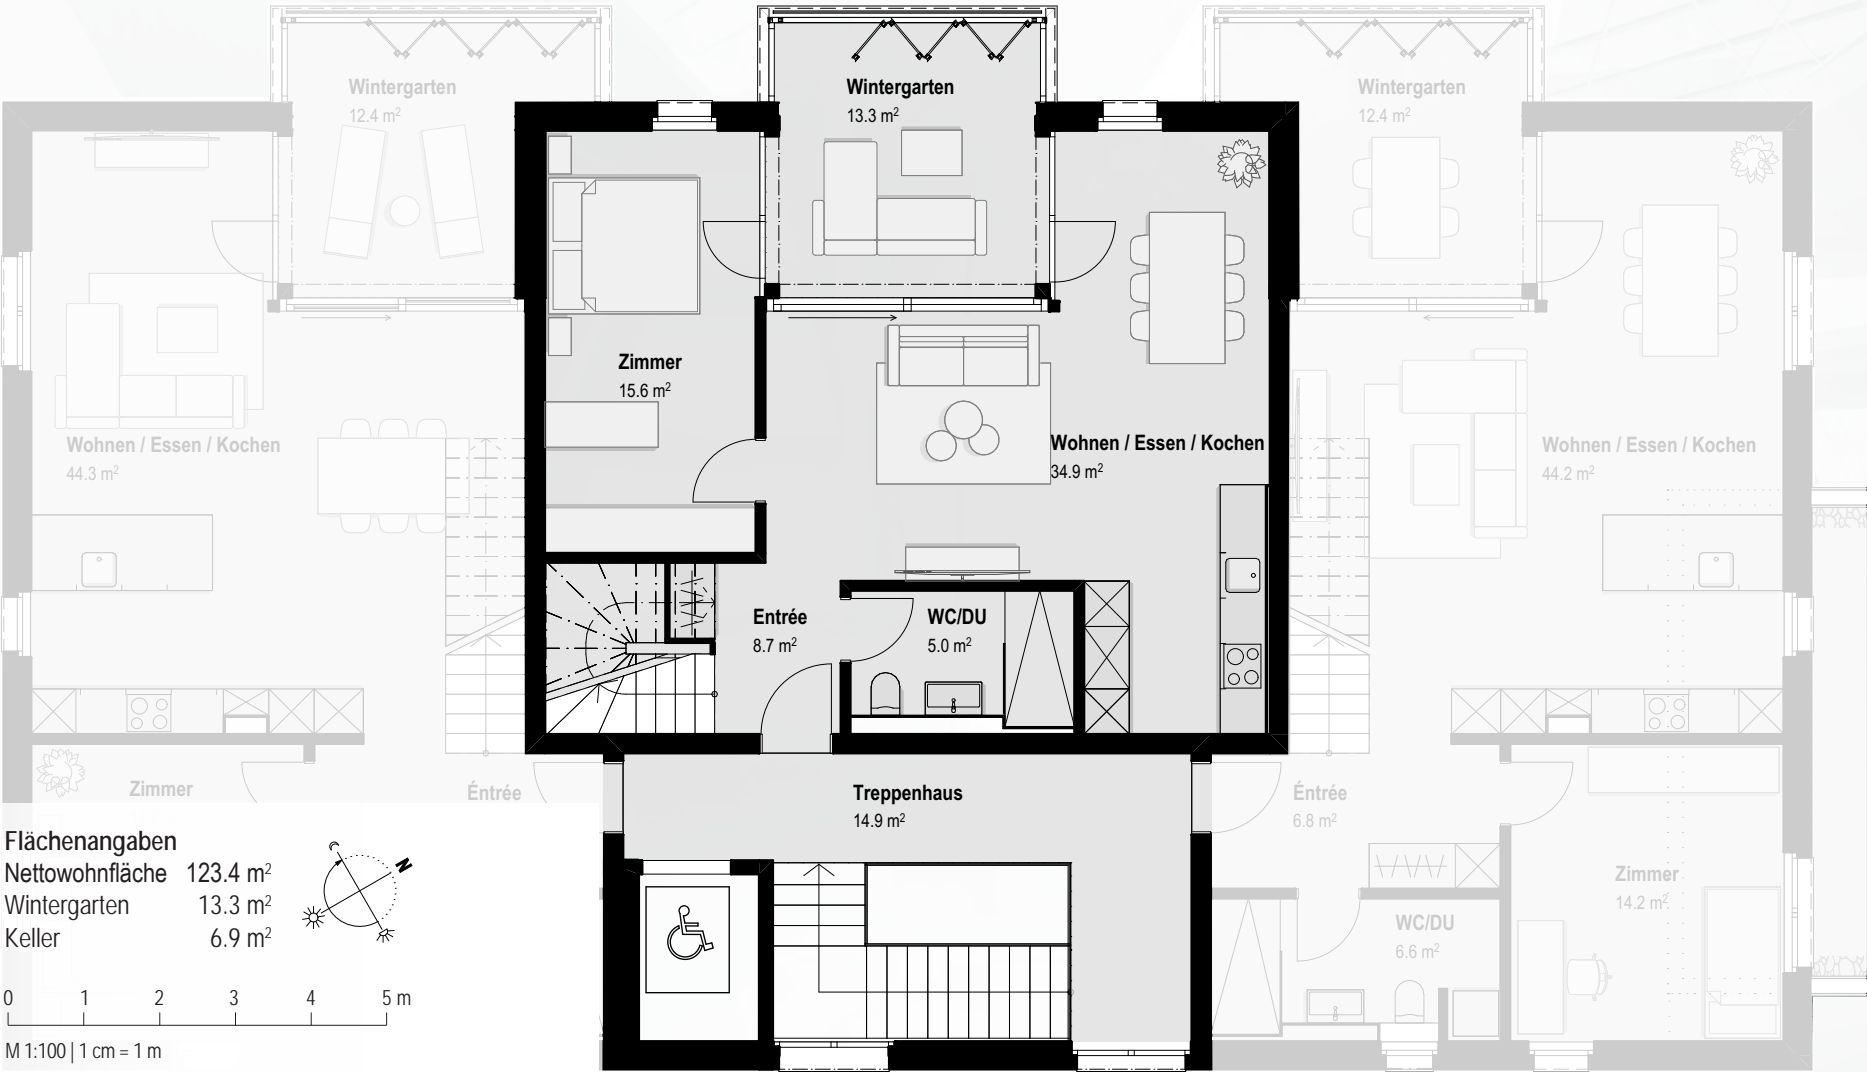 Wintergarten
12.4 m²
Wintergarten
13.3 m²
Wintergarten
12.4 m²
Zimmer
15.6 m²
Wohnen / Essen / Kochen
44.3 m²
Wohnen / Essen / Kochen
34.9 m²
Wohnen / Essen / Kochen
44.2 m²
Entrée
8.7 m²
WC/DU
5.0 m²
Zimmer
Éntrée
Treppenhaus
14.9 m²
Éntrée
6.8 m²
Zimmer
14.2 m²
WC/DU
6.6 m²
Flächenangaben
Nettowohnfläche 123.4 m²
Wintergarten 13.3 m²
Keller 6.9 m²
N
0 1 2 3 4 5 m
M 1:100 | 1 cm = 1 m